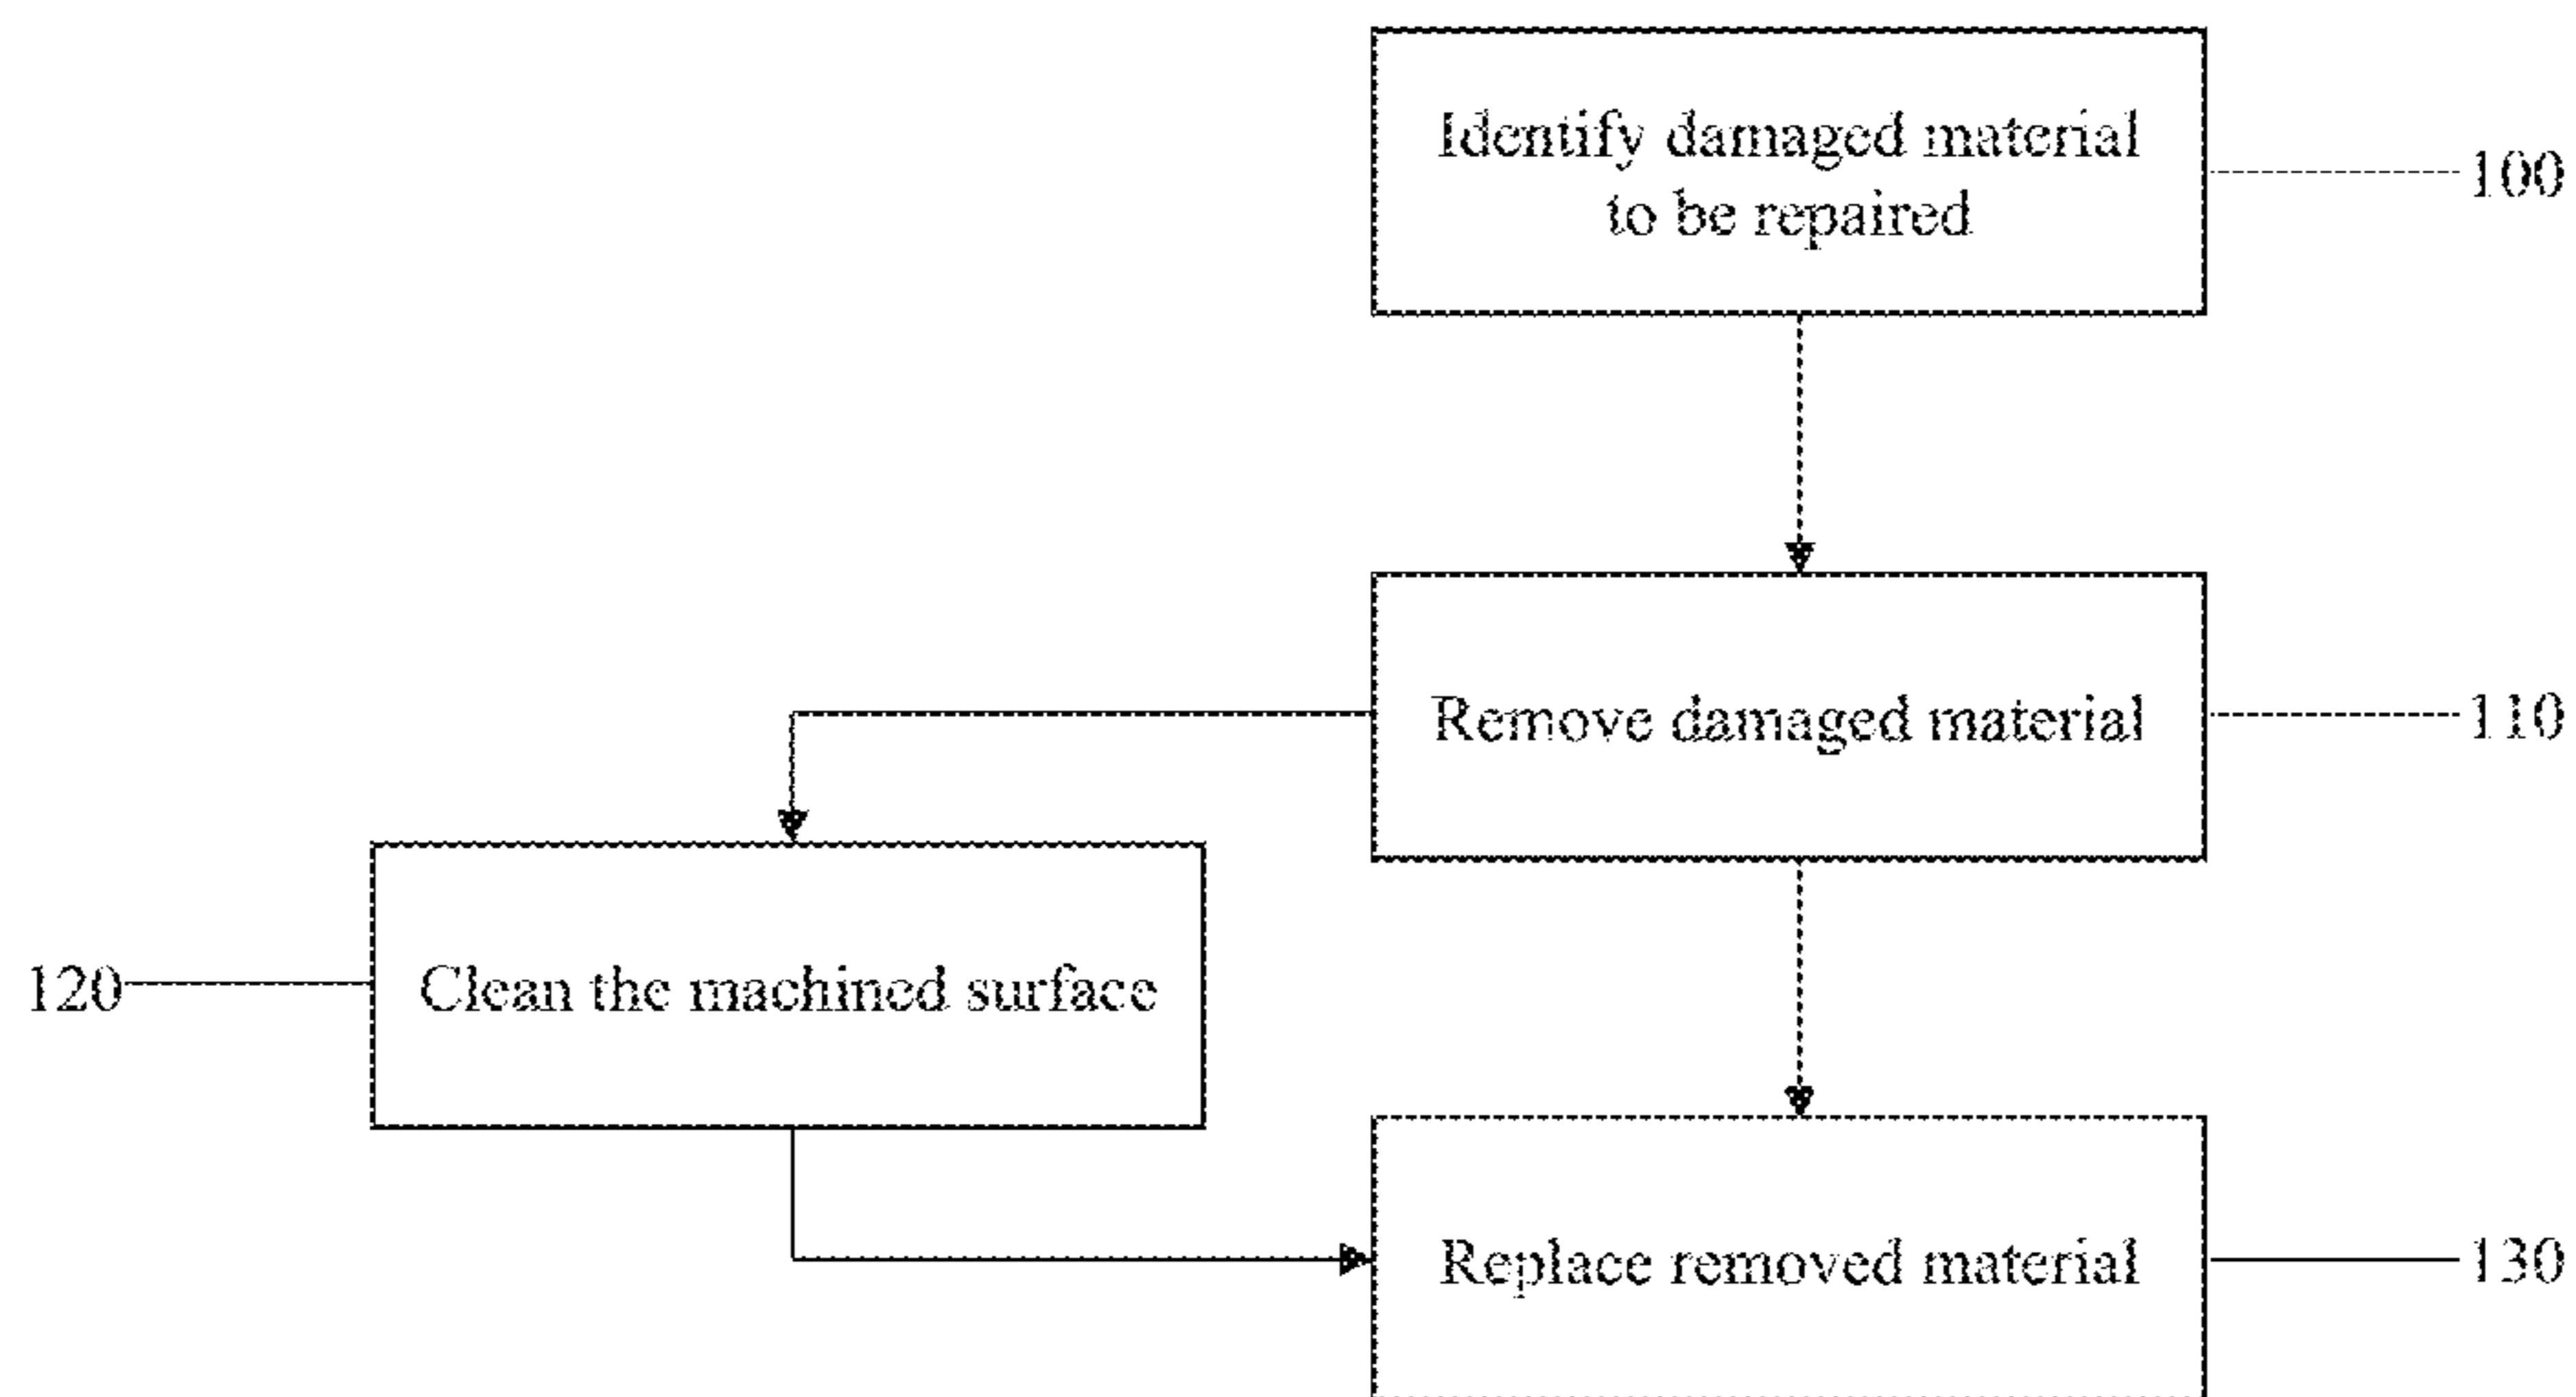 Identify damaged material
to be repaired
100
Remove damaged material
110
120
Clean the machined surface
Replace removed material
130